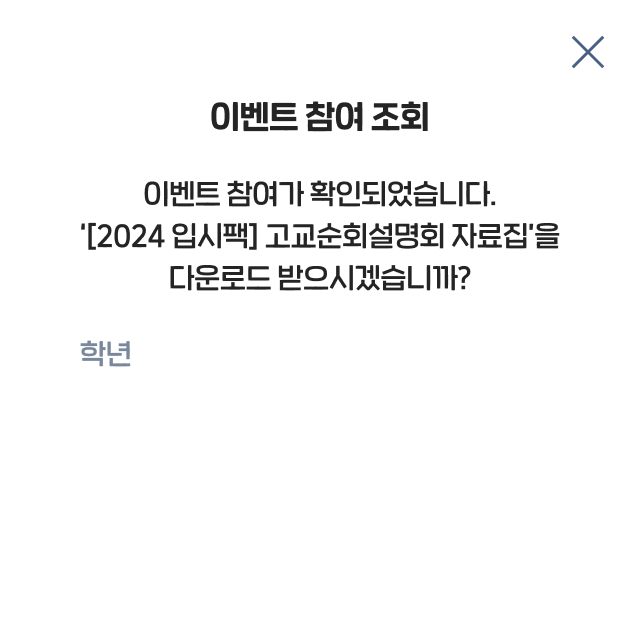 이벤트 참여 조회
이벤트 참여가 확인되었습니다.
‘[2024 입시팩] 고교순회설명회 자료집’을
다운로드 받으시겠습니까?
학년